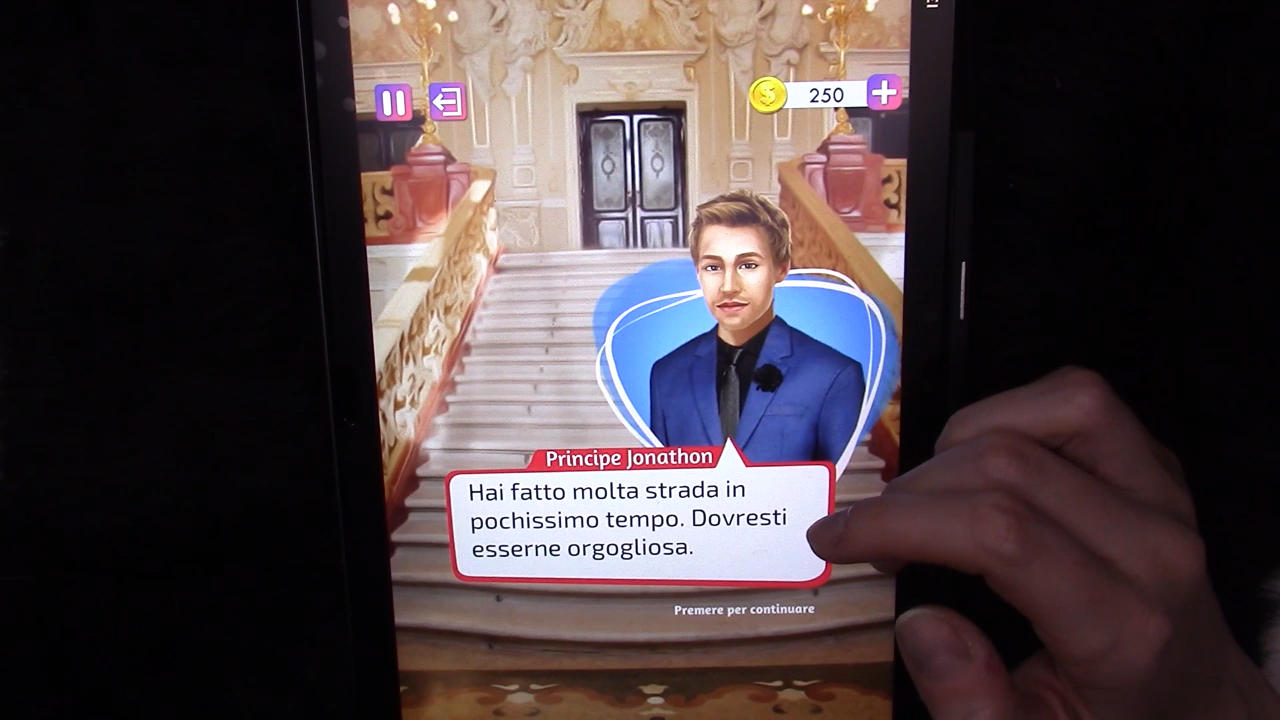 250
Principe Jonathon
Hai fatto molta strada in
pochissimo tempo. Dovresti
esserne orgogliosa.
Premere per continuare